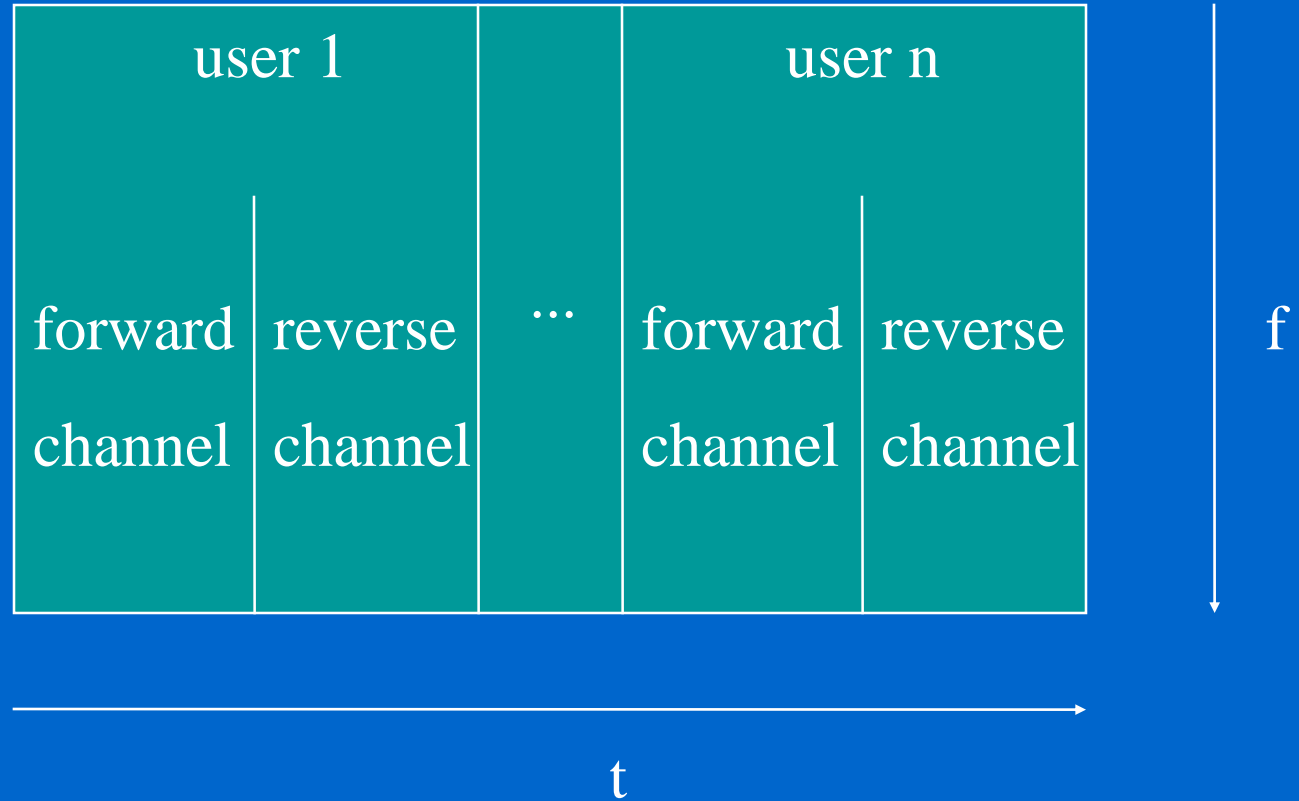 user 1
user n
...
forward reverse forward reverse
channel channel channel channel
f
t